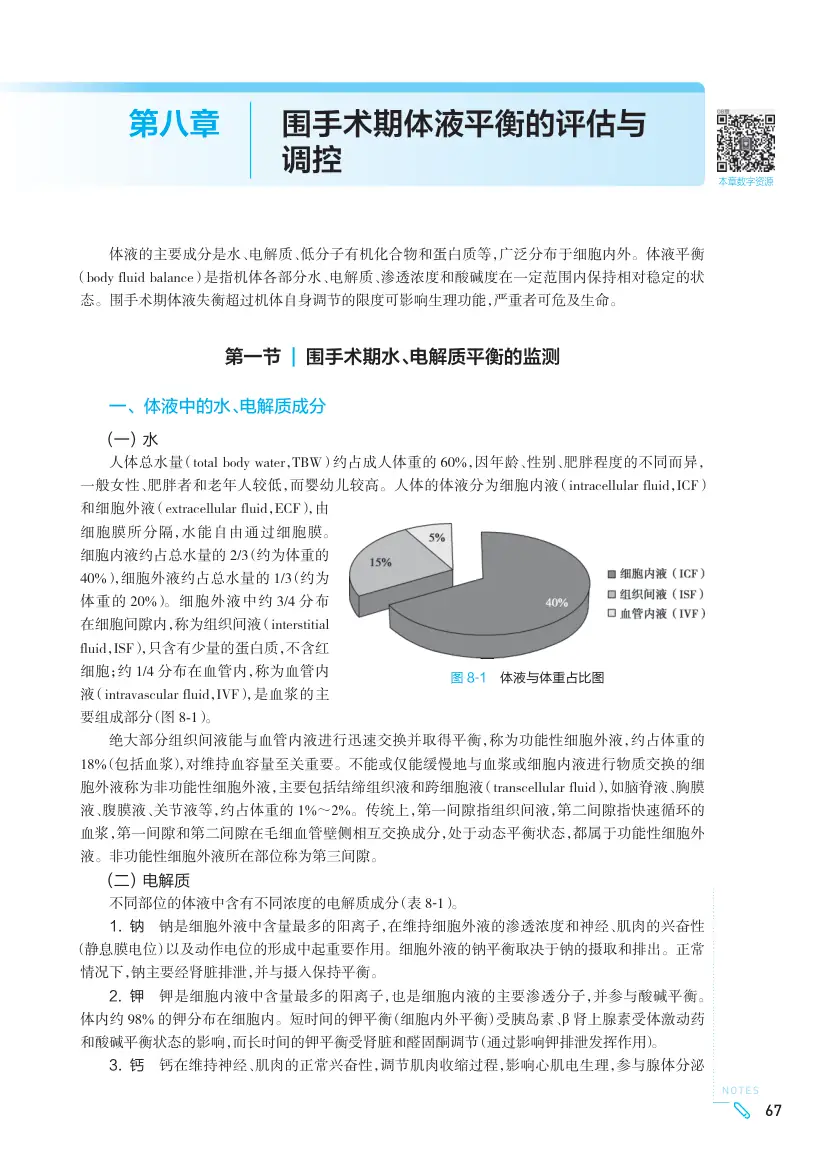 第八章
围手术期体液平衡的评估与
调控
本章数字资源
体液的主要成分是水、电解质、低分子有机化合物和蛋白质等,广泛分布于细胞内外。体液平衡
(body fluid balance)是指机体各部分水、电解质、渗透浓度和酸碱度在一定范围内保持相对稳定的状
态。围手术期体液失衡超过机体自身调节的限度可影响生理功能,严重者可危及生命。
第一节 | 围手术期水、电解质平衡的监测
一、体液中的水、电解质成分
(一)水
人体总水量(total body water,TBW)约占成人体重的 60%,因年龄、性别、肥胖程度的不同而异,
一般女性、肥胖者和老年人较低,而婴幼儿较高。人体的体液分为细胞内液(intracellular fluid,ICF)
和细胞外液(extracellular fluid,ECF),由
细胞膜所分隔,水能自由通过细胞膜。
细胞内液约占总水量的 2/3(约为体重的
40%),细胞外液约占总水量的 1/3(约为
体重的 20%)。细胞外液中约 3/4 分布
在细胞间隙内,称为组织间液(interstitial
fluid,ISF),只含有少量的蛋白质,不含红
细胞;约 1/4 分布在血管内,称为血管内
液(intravascular fluid,IVF),是血浆的主
要组成部分(图 8-1)。
5%
15%
40%
细胞内液(ICF)
组织间液(ISF)
血管内液(IVF)
图 8-1 体液与体重占比图
绝大部分组织间液能与血管内液进行迅速交换并取得平衡,称为功能性细胞外液,约占体重的
18%(包括血浆),对维持血容量至关重要。不能或仅能缓慢地与血浆或细胞内液进行物质交换的细
胞外液称为非功能性细胞外液,主要包括结缔组织液和跨细胞液(transcellular fluid),如脑脊液、胸膜
液、腹膜液、关节液等,约占体重的 1%～2%。传统上,第一间隙指组织间液,第二间隙指快速循环的
血浆,第一间隙和第二间隙在毛细血管壁侧相互交换成分,处于动态平衡状态,都属于功能性细胞外
液。非功能性细胞外液所在部位称为第三间隙。
(二)电解质
不同部位的体液中含有不同浓度的电解质成分(表 8-1)。
1. 钠 钠是细胞外液中含量最多的阳离子,在维持细胞外液的渗透浓度和神经、肌肉的兴奋性
(静息膜电位)以及动作电位的形成中起重要作用。细胞外液的钠平衡取决于钠的摄取和排出。正常
情况下,钠主要经肾脏排泄,并与摄入保持平衡。
2. 钾 钾是细胞内液中含量最多的阳离子,也是细胞内液的主要渗透分子,并参与酸碱平衡。
体内约 98% 的钾分布在细胞内。短时间的钾平衡(细胞内外平衡)受胰岛素、β 肾上腺素受体激动药
和酸碱平衡状态的影响,而长时间的钾平衡受肾脏和醛固酮调节(通过影响钾排泄发挥作用)。
3. 钙 钙在维持神经、肌肉的正常兴奋性,调节肌肉收缩过程,影响心肌电生理,参与腺体分泌
NOTES
67